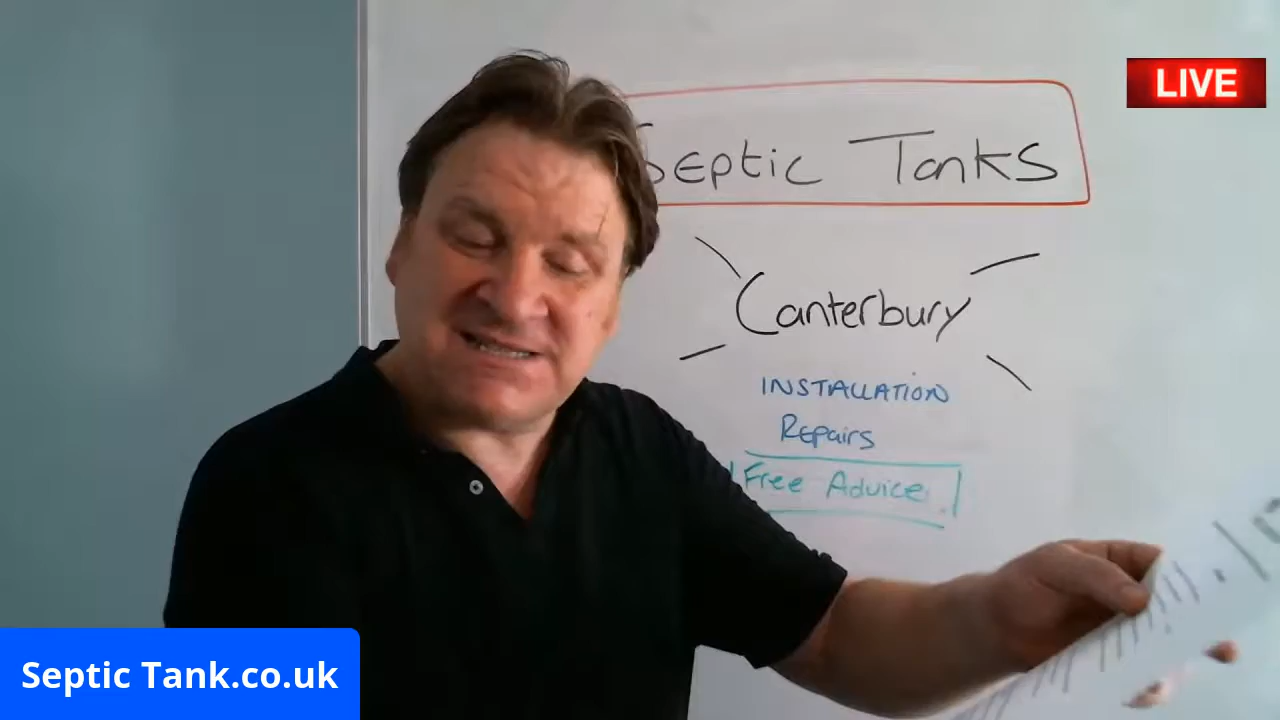 LIVE
Septic Tanks
Canterbury
INSTALLATION
Repairs
Free Advice
Septic Tank.co.uk